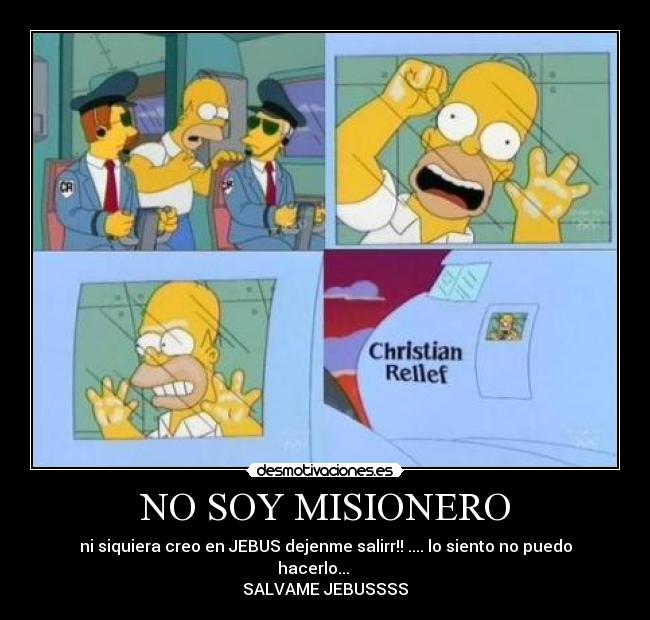 CR
CR
Christian
Relief
desmotivaciones.es
NO SOY MISIONERO
ni siquiera creo en JEBUS dejenme salirr!! .... lo siento no puedo
hacerlo...
SALVAME JEBUSSSS